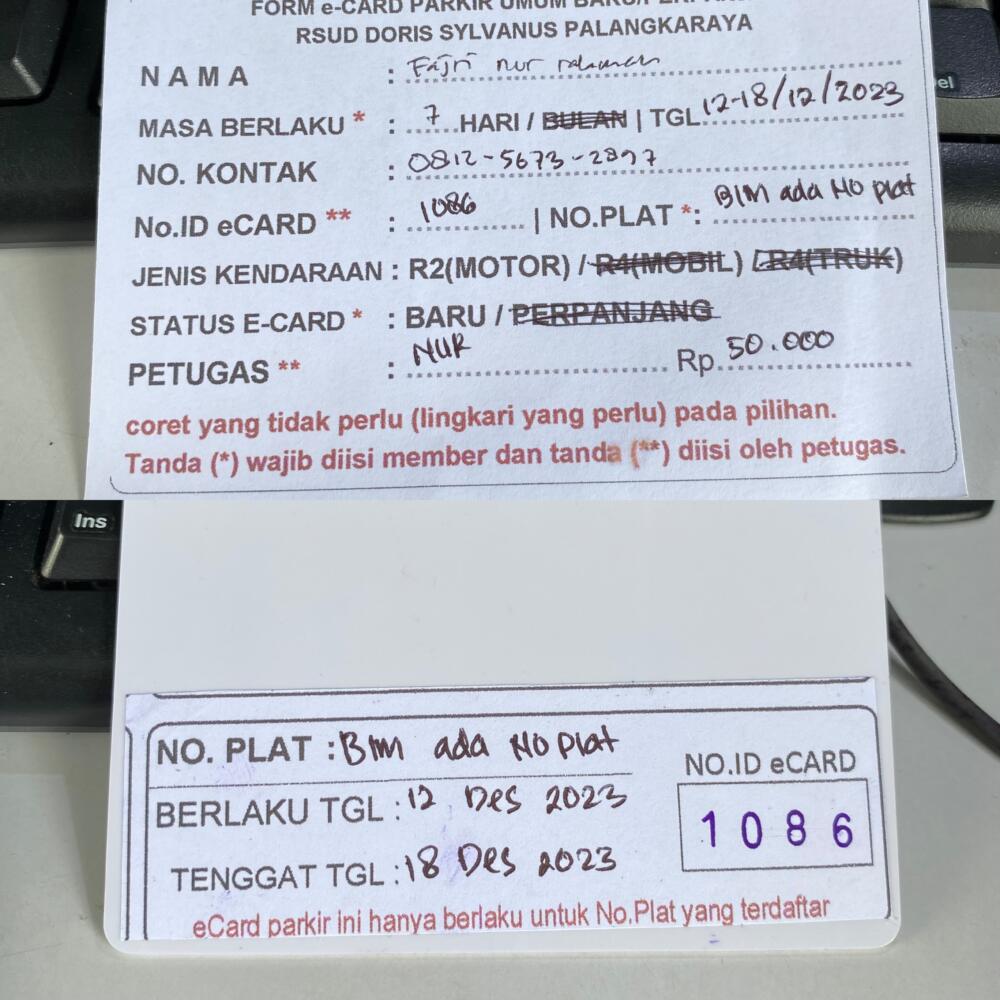 FORM e-CARD PARKIR UMUM
RSUD DORIS SYLVANUS PALANGKARAYA
NAMA : Fajri nur rahman
MASA BERLAKU * : 7 HARI / BULAN | TGL. 12-18/12/2023
NO. KONTAK : 0812-5673-2897
No.ID eCARD ** : 1086 | NO.PLAT *: Blm ada No plat
JENIS KENDARAAN : R2(MOTOR) / R4(MOBIL) / R4(TRUK)
STATUS E-CARD * : BARU / PERPANJANG
PETUGAS ** : NUR Rp. 50.000
coret yang tidak perlu (lingkari yang perlu) pada pilihan.
Tanda (*) wajib diisi member dan tanda (**) diisi oleh petugas.
Ins
NO. PLAT : Blm ada No plat
NO.ID eCARD
BERLAKU TGL : 12 Des 2023
1086
TENGGAT TGL : 18 Des 2023
eCard parkir ini hanya berlaku untuk No.Plat yang terdaftar